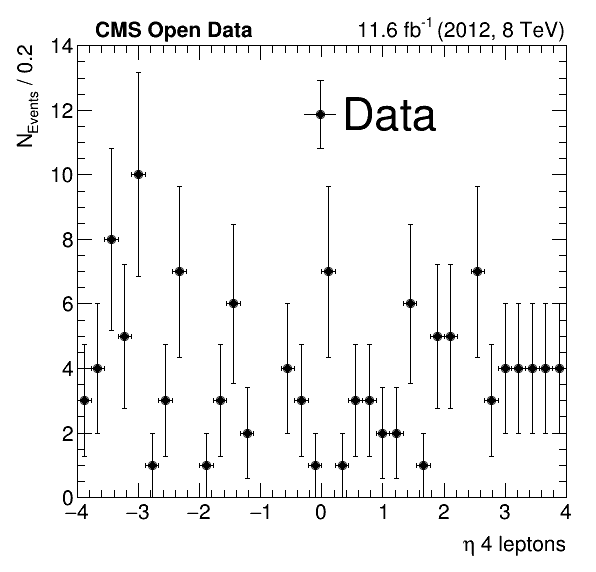 CMS Open Data 11.6 fb⁻¹ (2012, 8 TeV)
N_Events / 0.2
14
12
10
8
6
4
2
0
Data
−4 −3 −2 −1 0 1 2 3 4
η 4 leptons